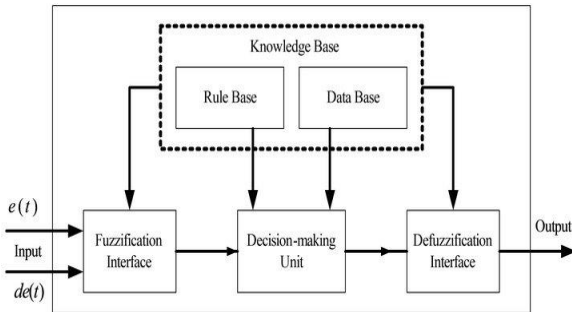 Knowledge Base
Rule Base
Data Base
e(t)
Input
de(t)
Fuzzification
Interface
Decision-making
Unit
Defuzzification
Interface
Output